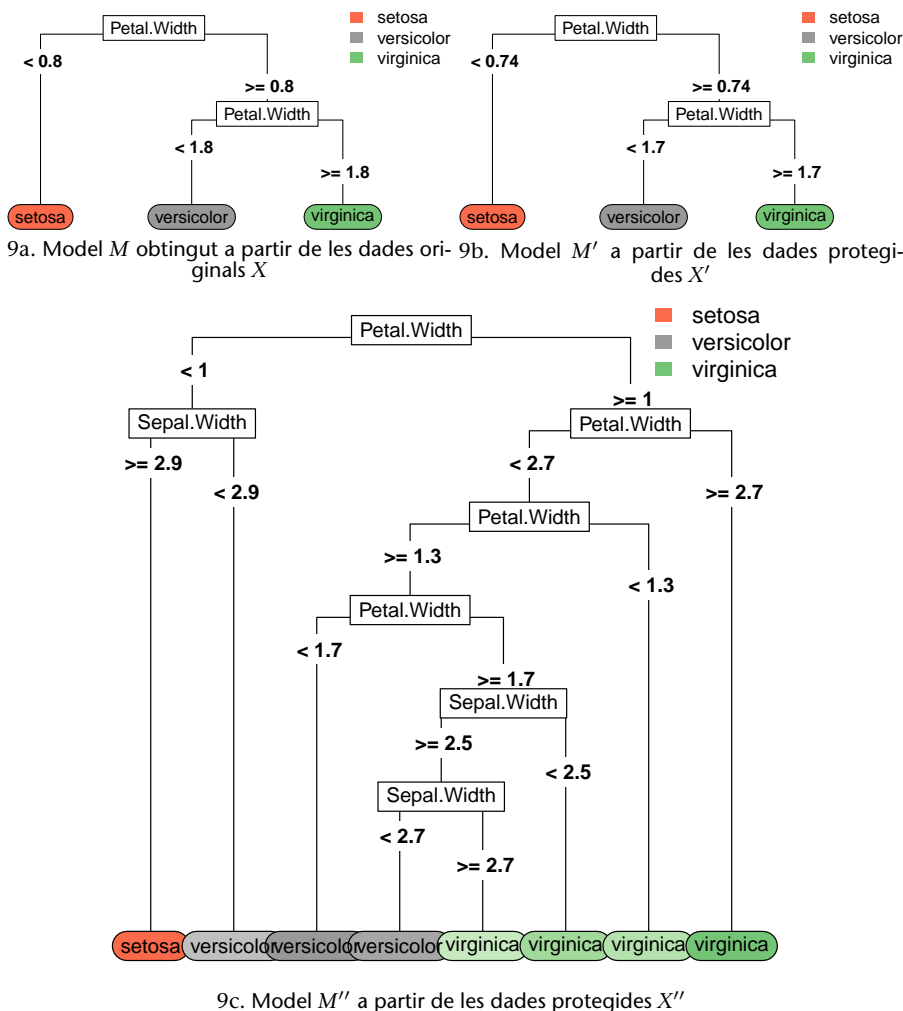 Petal.Width
setosa
versicolor
virginica
< 0.8
>= 0.8
Petal.Width
< 1.8
>= 1.8
setosa
versicolor
virginica
9a. Model M obtingut a partir de les dades ori-
ginals X
Petal.Width
setosa
versicolor
virginica
< 0.74
>= 0.74
Petal.Width
< 1.7
>= 1.7
setosa
versicolor
virginica
9b. Model M′ a partir de les dades protegi-
des X′
Petal.Width
setosa
versicolor
virginica
< 1
>= 1
Sepal.Width
Petal.Width
>= 2.9
< 2.9
< 2.7
>= 2.7
Petal.Width
>= 1.3
< 1.3
Petal.Width
< 1.7
>= 1.7
Sepal.Width
>= 2.5
< 2.5
Sepal.Width
< 2.7
>= 2.7
setosa
versicolor
versicolor
versicolor
virginica
virginica
virginica
virginica
9c. Model M′′ a partir de les dades protegides X′′